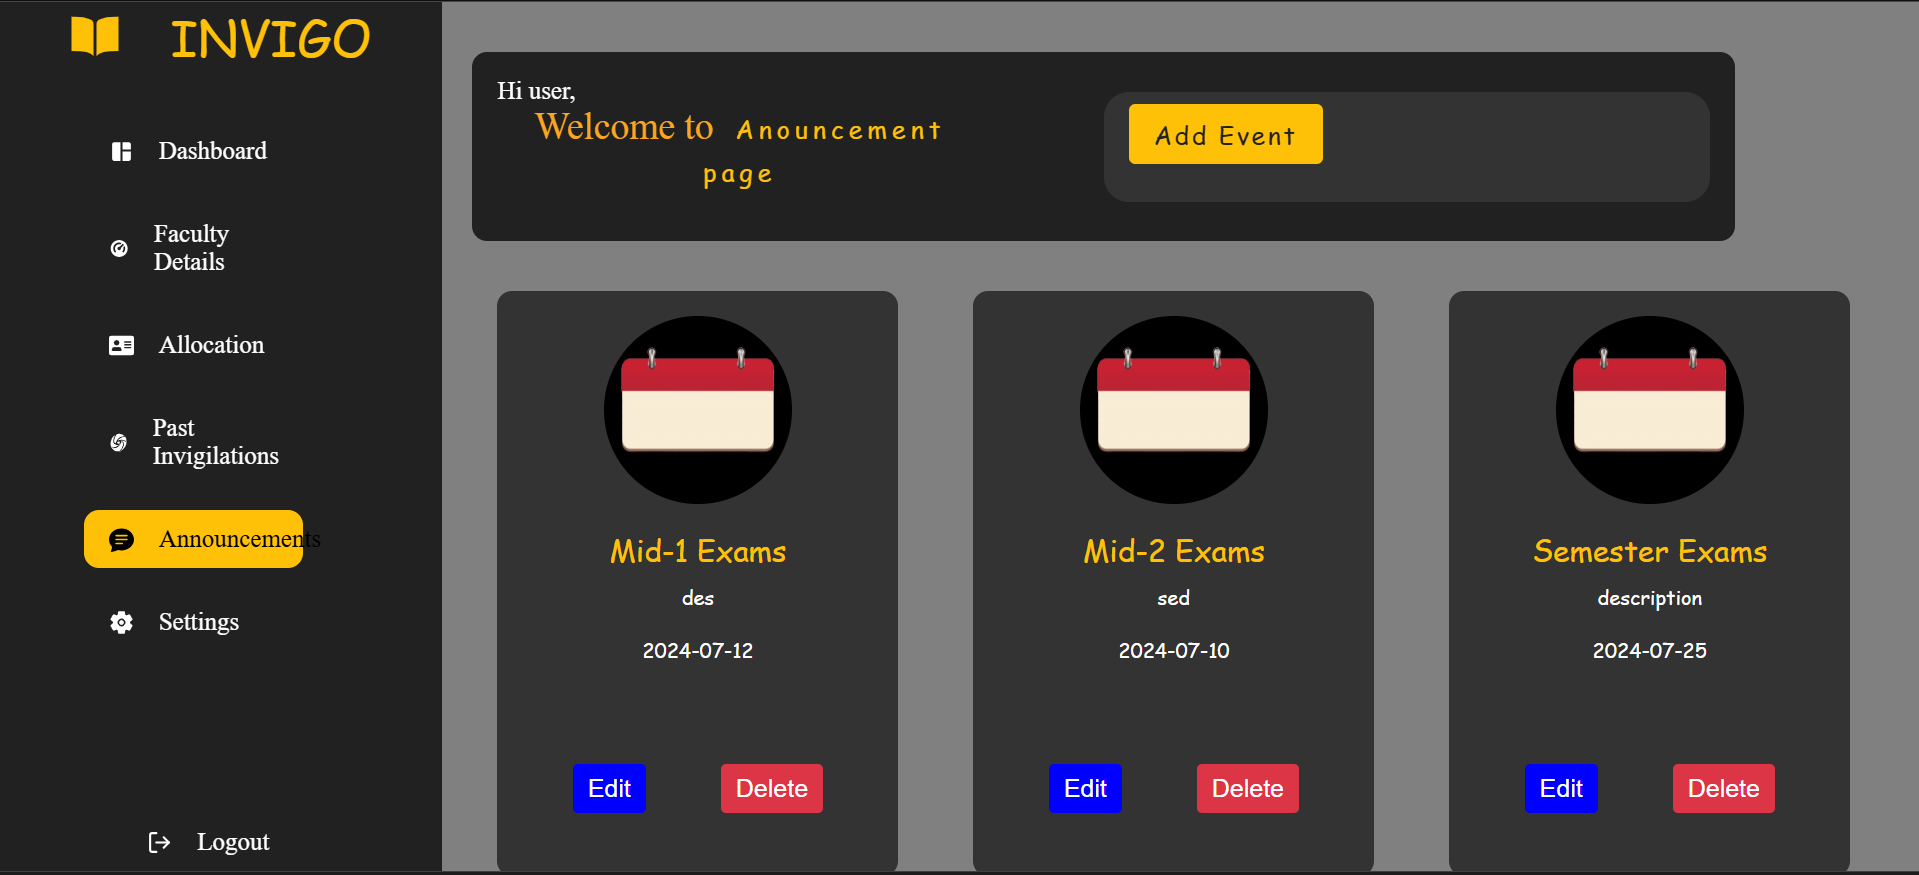 INVIGO
Dashboard
Faculty
Details
Allocation
Past
Invigilations
Announcements
Settings
Logout
Hi user,
Welcome to Anouncement
page
Add Event
Mid-1 Exams
des
2024-07-12
Edit Delete
Mid-2 Exams
sed
2024-07-10
Edit Delete
Semester Exams
description
2024-07-25
Edit Delete